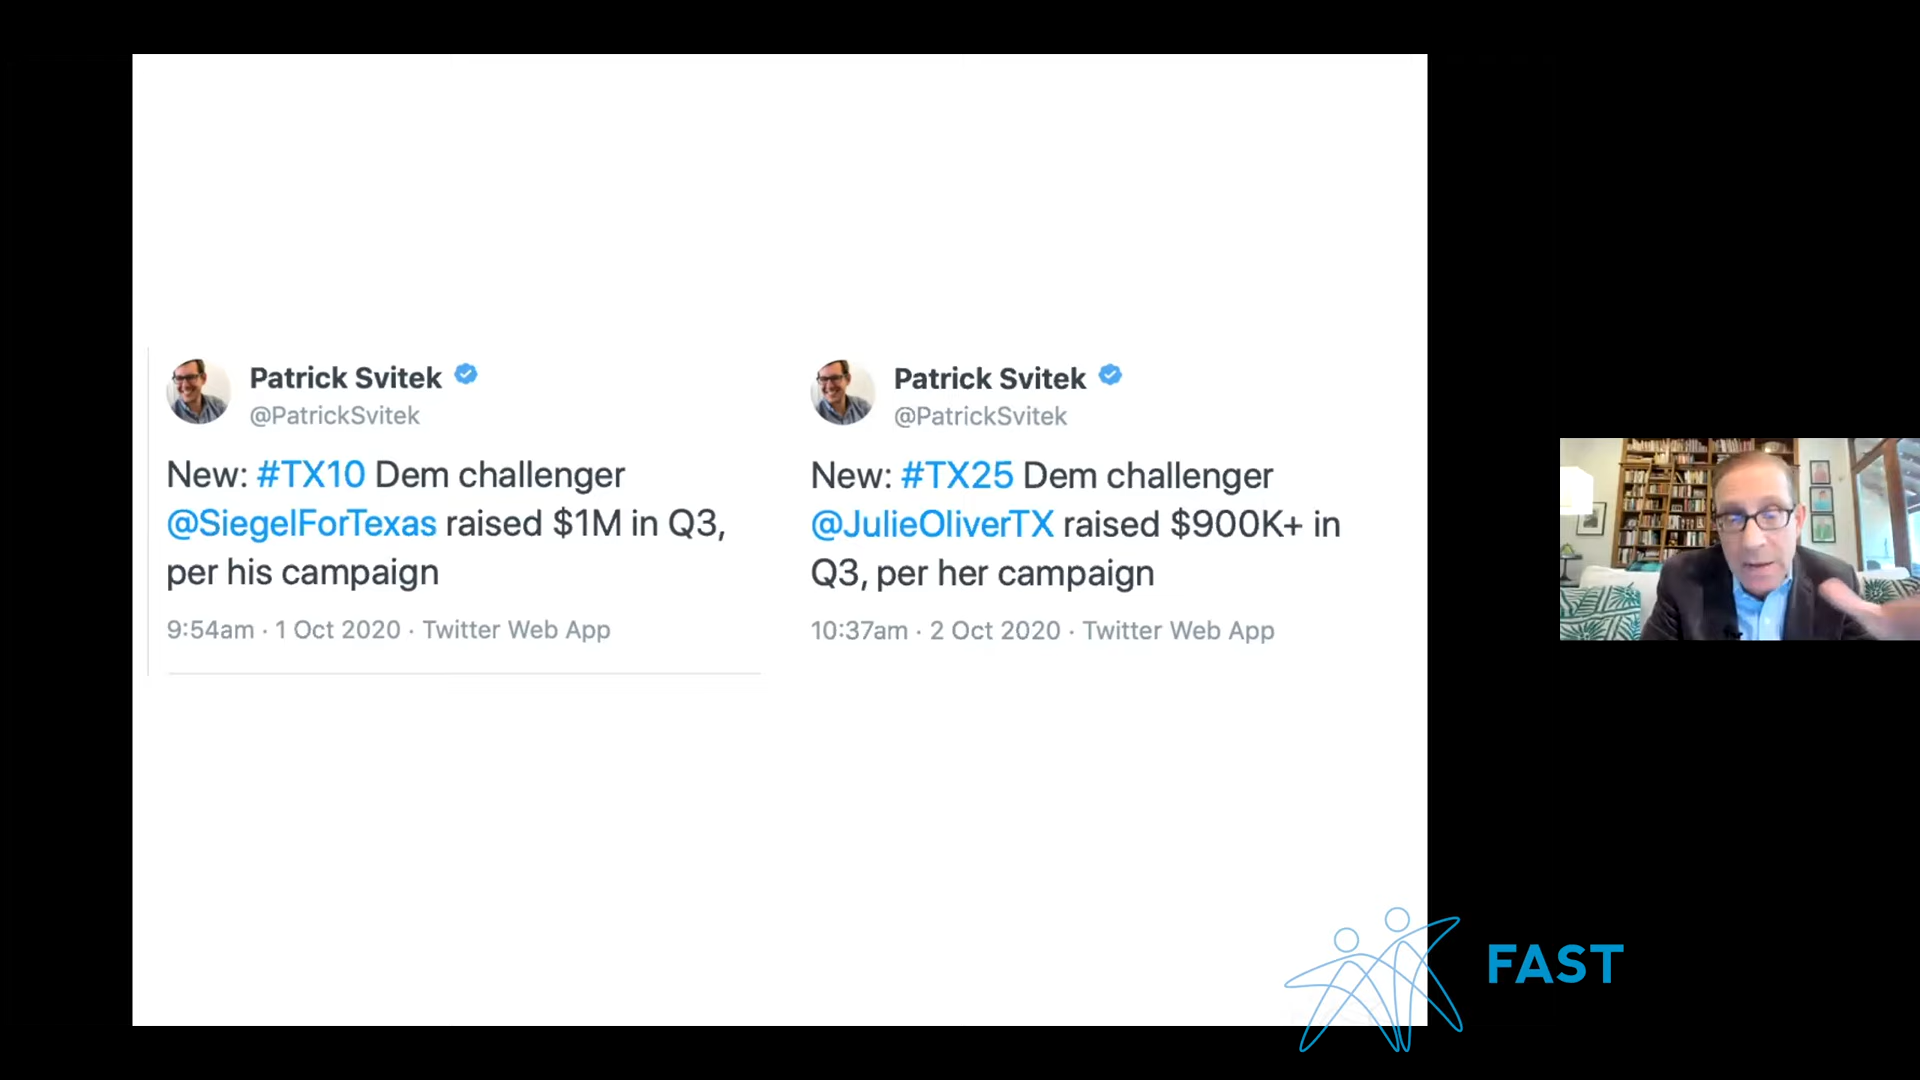 Patrick Svitek
@PatrickSvitek
New: #TX10 Dem challenger
@SiegelForTexas raised $1M in Q3,
per his campaign
9:54am · 1 Oct 2020 · Twitter Web App
Patrick Svitek
@PatrickSvitek
New: #TX25 Dem challenger
@JulieOliverTX raised $900K+ in
Q3, per her campaign
10:37am · 2 Oct 2020 · Twitter Web App
FAST